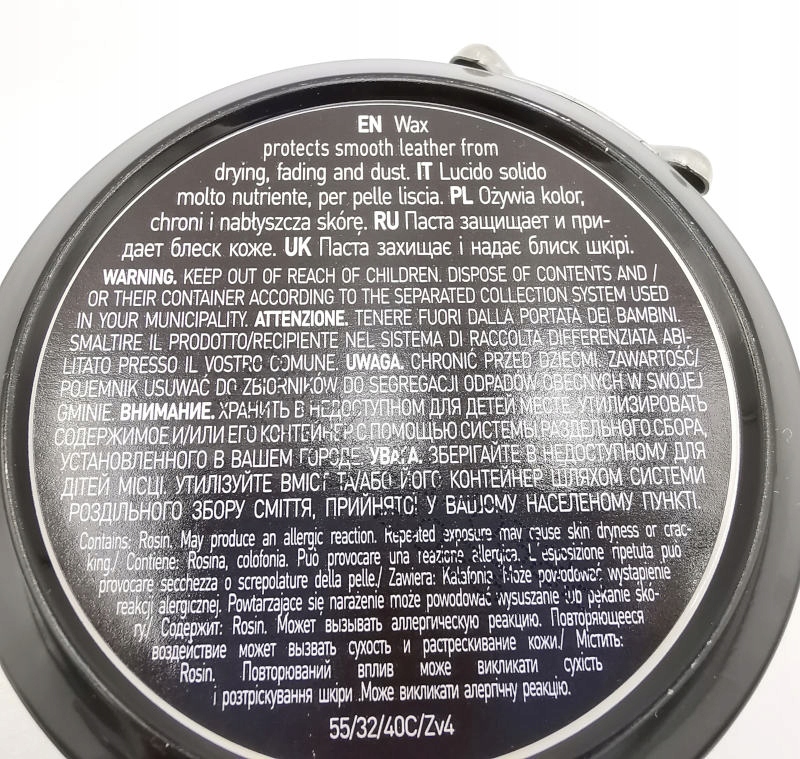 EN Wax
protects smooth leather from
drying, fading and dust. IT Lucido solido
molto nutriente, per pelle liscia. PL Ożywia kolor,
chroni i nabłyszcza skórę. RU Паста защищает и при-
дает блеск коже. UK Паста захищає і надає блиск шкірі.
WARNING. KEEP OUT OF REACH OF CHILDREN. DISPOSE OF CONTENTS AND /
OR THEIR CONTAINER ACCORDING TO THE SEPARATED COLLECTION SYSTEM USED
IN YOUR MUNICIPALITY. ATTENZIONE. TENERE FUORI DALLA PORTATA DEI BAMBINI.
SMALTIRE IL PRODOTTO/RECIPIENTE NEL SISTEMA DI RACCOLTA DIFFERENZIATA ABI-
LITATO PRESSO IL VOSTRO COMUNE. UWAGA. CHRONIĆ PRZED DZIEĆMI. ZAWARTOŚĆ/
POJEMNIK USUWAĆ DO ZBIORNIKÓW DO SEGREGACJI ODPADÓW OBECNYCH W SWOJEJ
GMINIE. ВНИМАНИЕ. ХРАНИТЬ В НЕДОСТУПНОМ ДЛЯ ДЕТЕЙ МЕСТЕ. УТИЛИЗИРОВАТЬ
СОДЕРЖИМОЕ И/ИЛИ ЕГО КОНТЕЙНЕР С ПОМОЩЬЮ СИСТЕМЫ РАЗДЕЛЬНОГО СБОРА,
УСТАНОВЛЕННОГО В ВАШЕМ ГОРОДЕ. УВАГА. ЗБЕРІГАЙТЕ В НЕДОСТУПНОМУ ДЛЯ
ДІТЕЙ МІСЦІ. УТИЛІЗУЙТЕ ВМІСТ ТА/АБО ЙОГО КОНТЕЙНЕР ШЛЯХОМ СИСТЕМИ
РОЗДІЛЬНОГО ЗБОРУ СМІТТЯ, ПРИЙНЯТОЇ У ВАШОМУ НАСЕЛЕНОМУ ПУНКТІ.
Contains: Rosin. May produce an allergic reaction. Repeated exposure may cause skin dryness or crac-
king./ Contiene: Rosina, colofonia. Può provocare una reazione allergica. L'esposizione ripetuta può
provocare secchezza o screpolature della pelle./ Zawiera: Kalafonia. Może powodować wystąpienie
reakcji alergicznej. Powtarzające się narażenie może powodować wysuszanie lub pękanie skó-
ry./ Содержит: Rosin. Может вызывать аллергическую реакцию. Повторяющееся
воздействие может вызвать сухость и растрескивание кожи./ Містить:
Rosin. Повторюваний вплив може викликати сухість
і розтріскування шкіри .Може викликати алергічну реакцію.
55/32/40C/Zv4